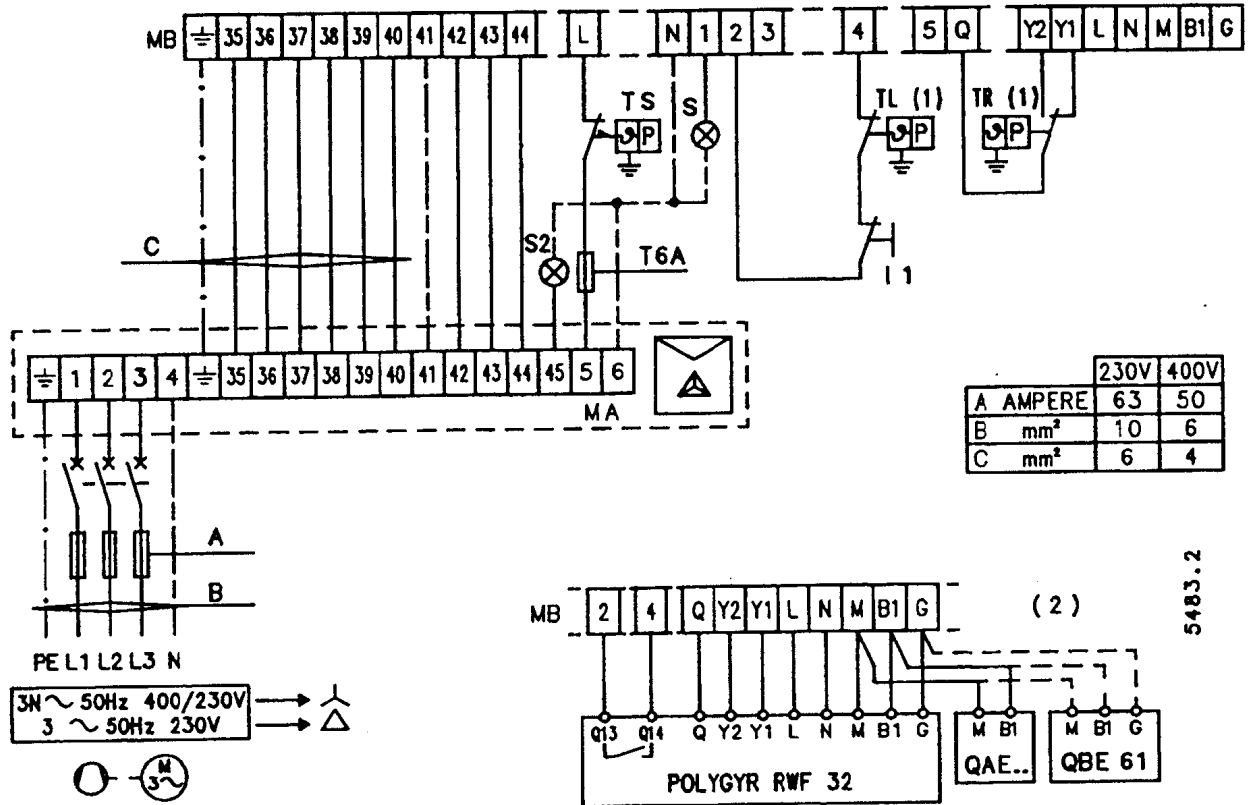 MB 35 36 37 38 39 40 41 42 43 44 L N 1 2 3 4 5 Q Y2 Y1 L N M B1 G
TS S TL (1) TR (1)
ϑ P ϑ P ϑ P
C S2 T6A I1
1 2 3 4 35 36 37 38 39 40 41 42 43 44 45 5 6
MA
230V 400V
A AMPERE 63 50
B mm² 10 6
C mm² 6 4
A
B
PE L1 L2 L3 N
3N ~ 50Hz 400/230V
3 ~ 50Hz 230V
M
3~
MB 2 4 Q Y2 Y1 L N M B1 G (2)
Q13 Q14 Q Y2 Y1 L N M B1 G
POLYGYR RWF 32
M B1
QAE..
M B1 G
QBE 61
5483.2